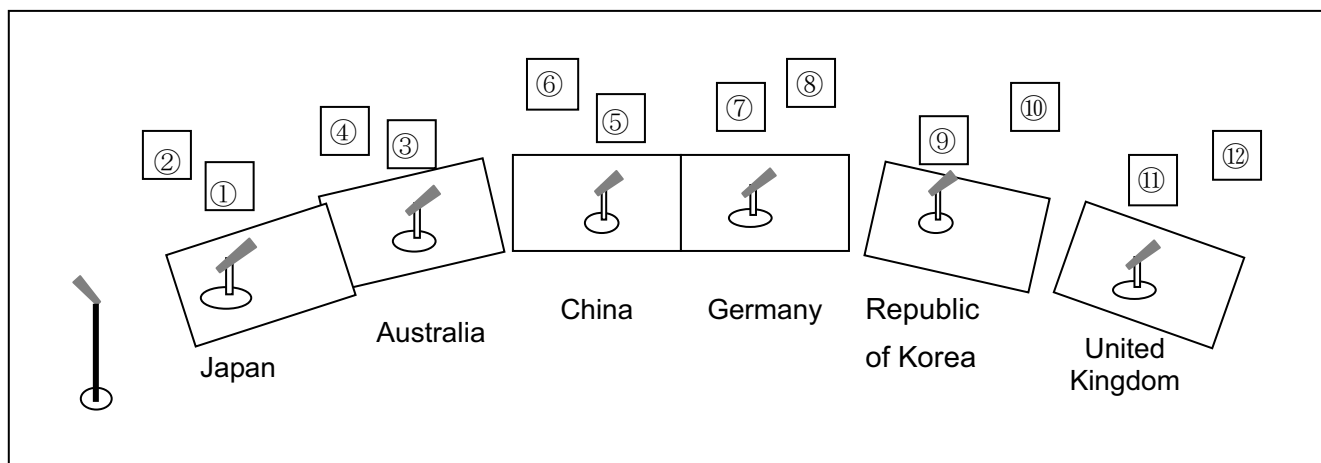 ⑥
⑤
⑦
⑧
⑩
④
③
⑨
②
①
⑪
⑫
Japan
Australia
China
Germany
Republic
of Korea
United
Kingdom